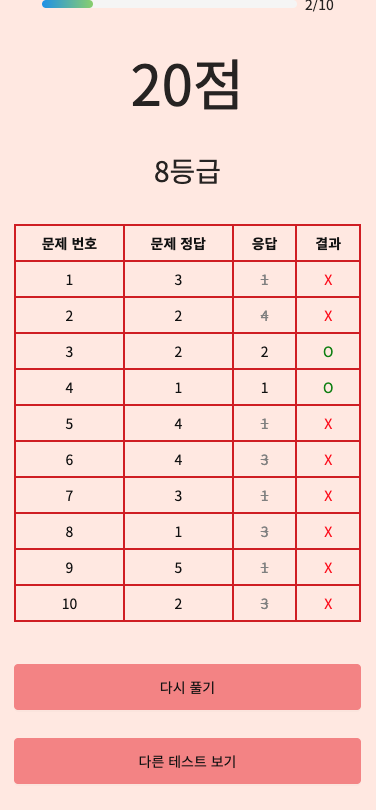 2/10
20점
8등급
문제 번호 문제 정답 응답 결과
1 3 1 X
2 2 4 X
3 2 2 O
4 1 1 O
5 4 1 X
6 4 3 X
7 3 1 X
8 1 3 X
9 5 1 X
10 2 3 X
다시 풀기
다른 테스트 보기